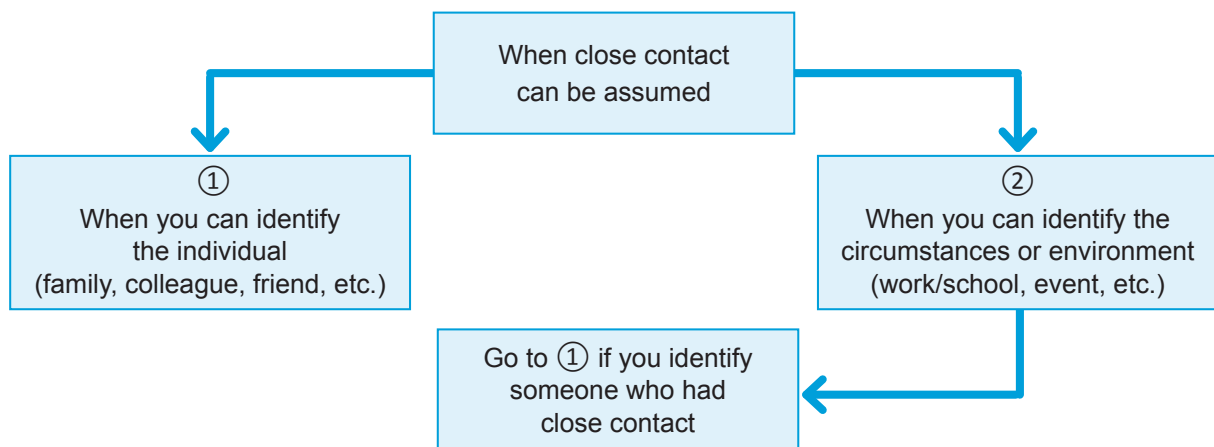 When close contact
can be assumed
①
When you can identify
the individual
(family, colleague, friend, etc.)
②
When you can identify the
circumstances or environment
(work/school, event, etc.)
Go to ① if you identify
someone who had
close contact